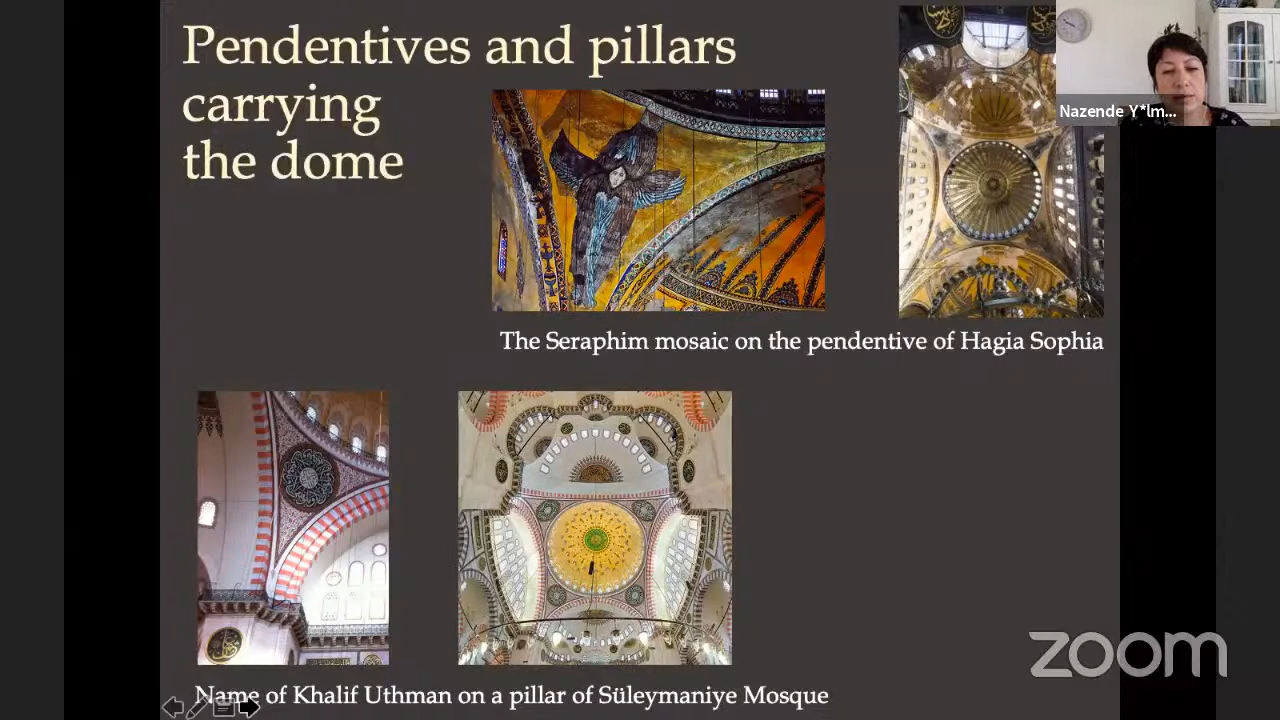 Pendentives and pillars
carrying
the dome
Nazende Y*lm...
The Seraphim mosaic on the pendentive of Hagia Sophia
Name of Khalif Uthman on a pillar of Süleymaniye Mosque
zoom